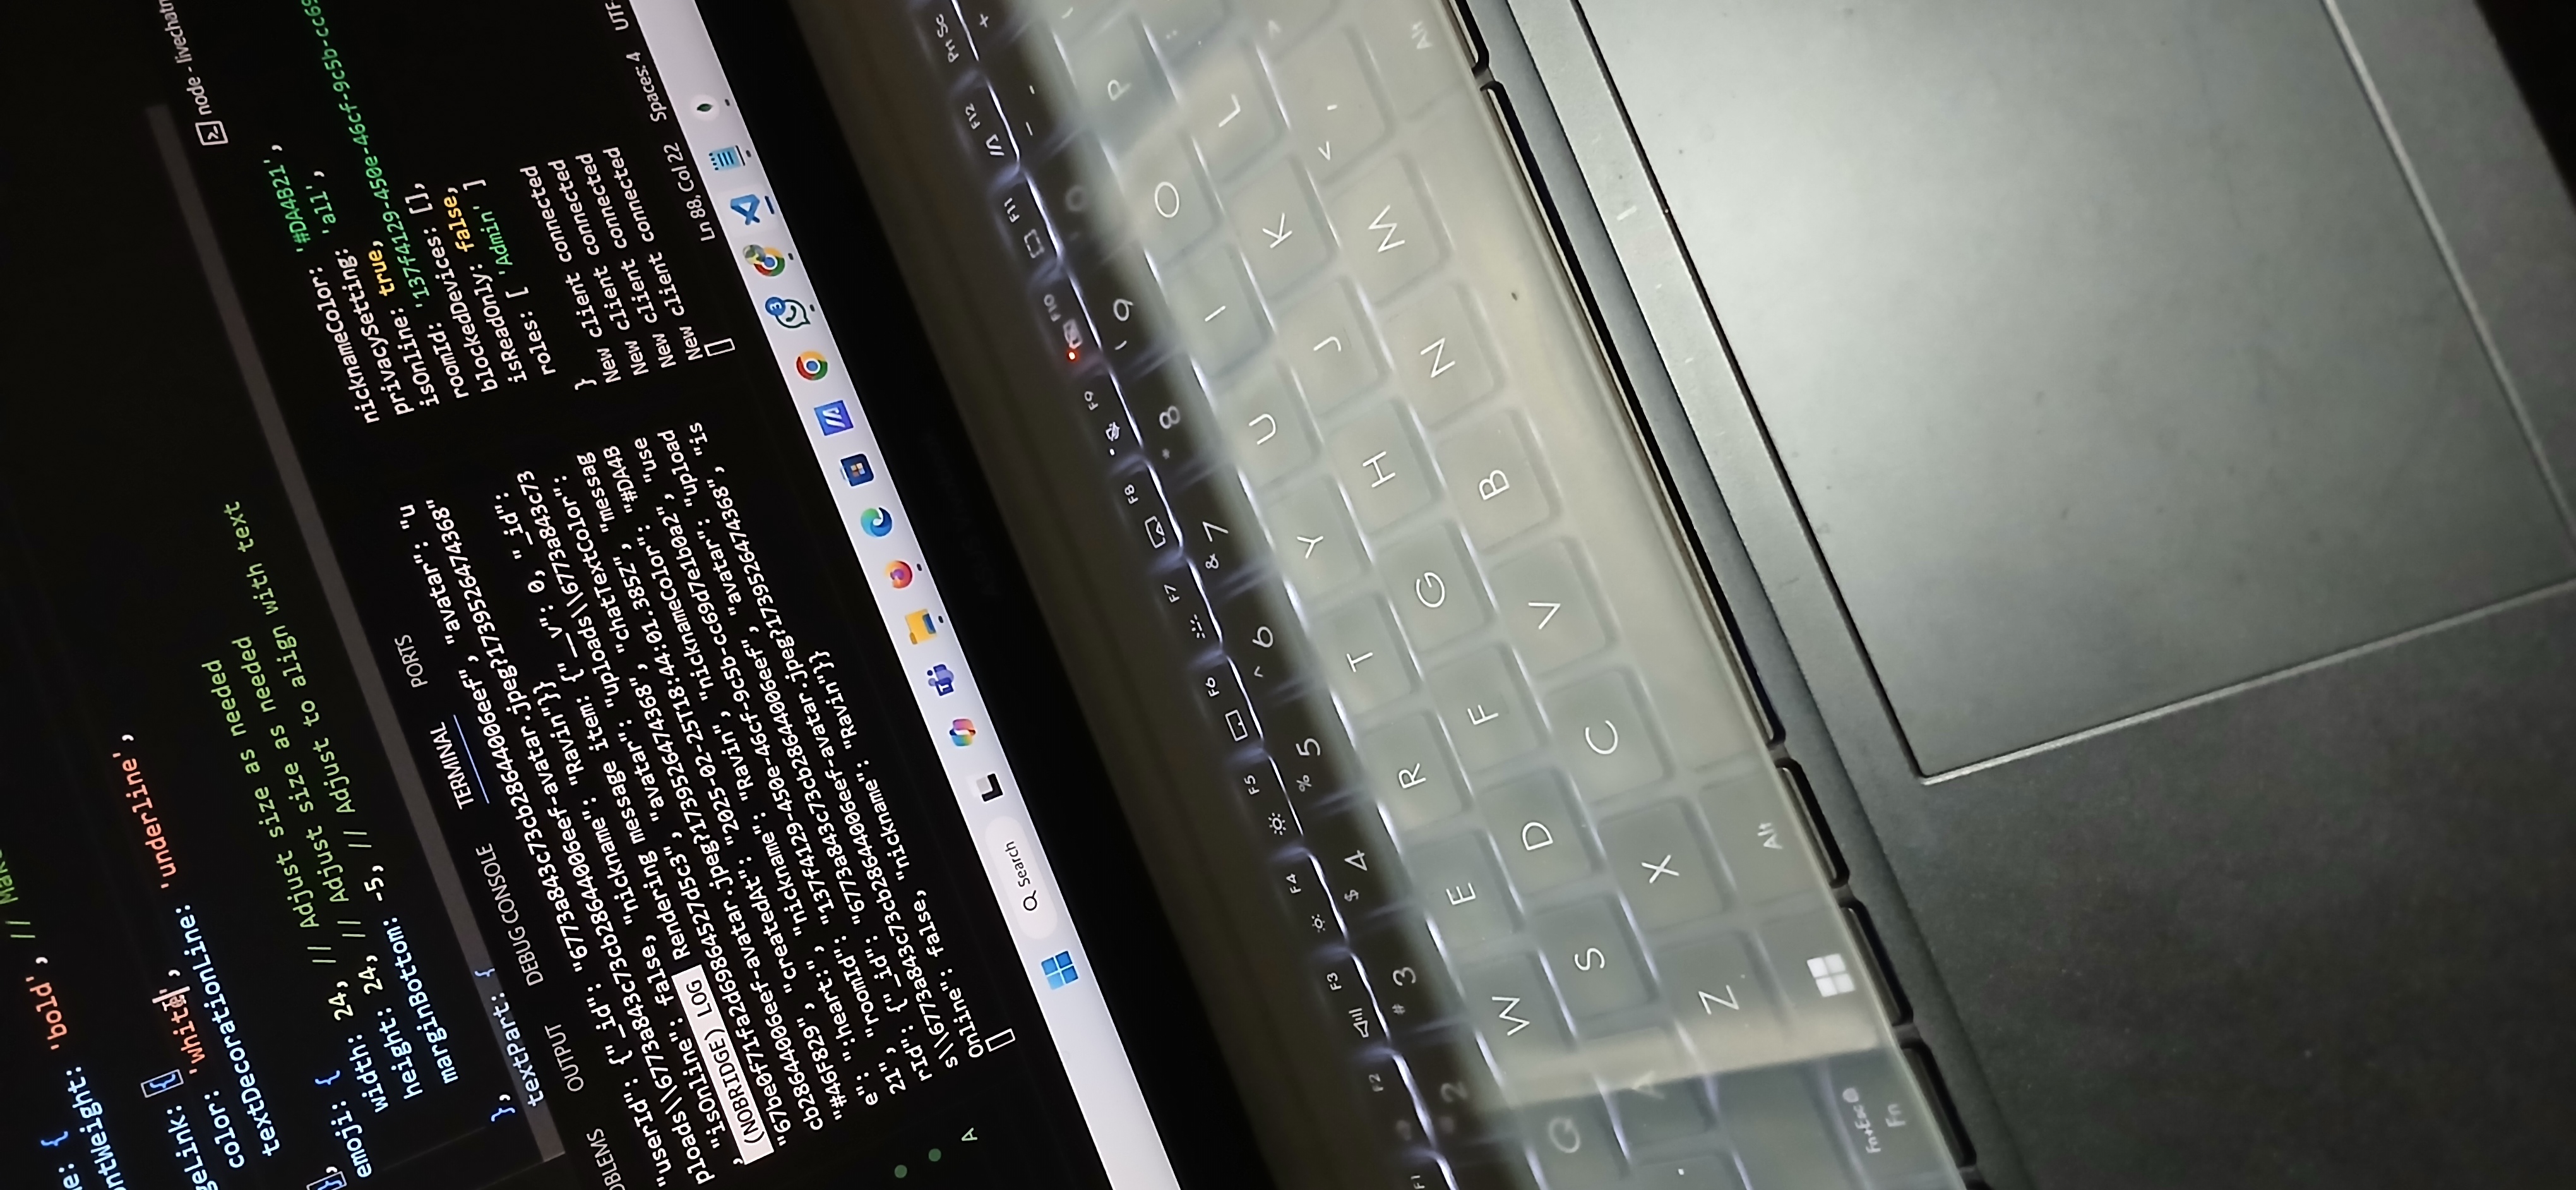 e: {
ntWeight: 'bold', // Mak
geLink: {
color: 'white',
textDecorationLine: 'underline',
},
emoji: {
width: 24, // Adjust size as needed
height: 24, // Adjust size as needed
marginBottom: -5, // Adjust to align with text
},
textPart: {
OBLEMS OUTPUT DEBUG CONSOLE TERMINAL PORTS
"userId": {"_id": "6773a843c73cb28644006eef", "avatar": "u
ploads\\6773a843c73cb28644006eef-avatar.jpeg?1739526474368"
, "isOnline": false, "nickname": "Ravin"}}
(NOBRIDGE) LOG Rendering message item: {"__v": 0, "_id":
"67be0f71fa2d69864527d5c3", "avatar": "uploads\\6773a843c73
cb28644006eef-avatar.jpeg?1739526474368", "chatTextColor":
"#46F829", "createdAt": "2025-02-25T18:44:01.385Z", "messag
e": ":heart:", "nickname": "Ravin", "nicknameColor": "#DA4B
21", "roomId": "137f4129-450e-46cf-9c5b-cc69d7e1b0a2", "use
rId": {"_id": "6773a843c73cb28644006eef", "avatar": "upload
s\\6773a843c73cb28644006eef-avatar.jpeg?1739526474368", "is
Online": false, "nickname": "Ravin"}}
node - livechat
nicknameColor: '#DA4B21',
privacySetting: 'all',
isOnline: true,
roomId: '137f4129-450e-46cf-9c5b-cc69
blockedDevices: [],
isReadOnly: false,
roles: [ 'Admin' ]
}
New client connected
New client connected
New client connected
New client connected
Ln 88, Col 22 Spaces: 4 UTF
A
Search
3
F1 F2 F3 F4 F5 F6 F7 F8 F9 F10 F11 F12 Prt Sc
2 # 3 $ 4 % 5 ^ 6 & 7 * 8 ( 9 0 - +
Q W E R T Y U I O P
A S D F G H J K L
Z X C V B N M < , >
Fn+Esc
Fn Alt Alt